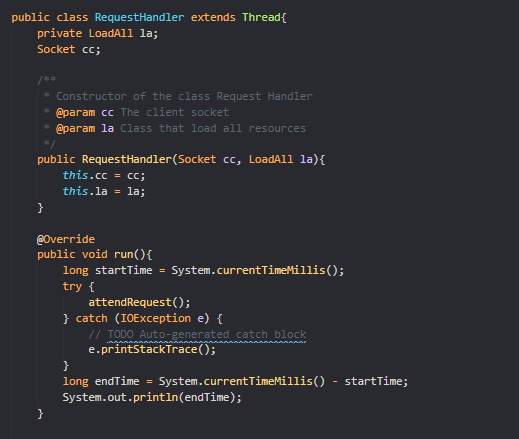 public class RequestHandler extends Thread{
private LoadAll la;
Socket cc;
/**
* Constructor of the class Request Handler
* @param cc The client socket
* @param la Class that load all resources
*/
public RequestHandler(Socket cc, LoadAll la){
this.cc = cc;
this.la = la;
}
@Override
public void run(){
long startTime = System.currentTimeMillis();
try {
attendRequest();
} catch (IOException e) {
// TODO Auto-generated catch block
e.printStackTrace();
}
long endTime = System.currentTimeMillis() - startTime;
System.out.println(endTime);
}